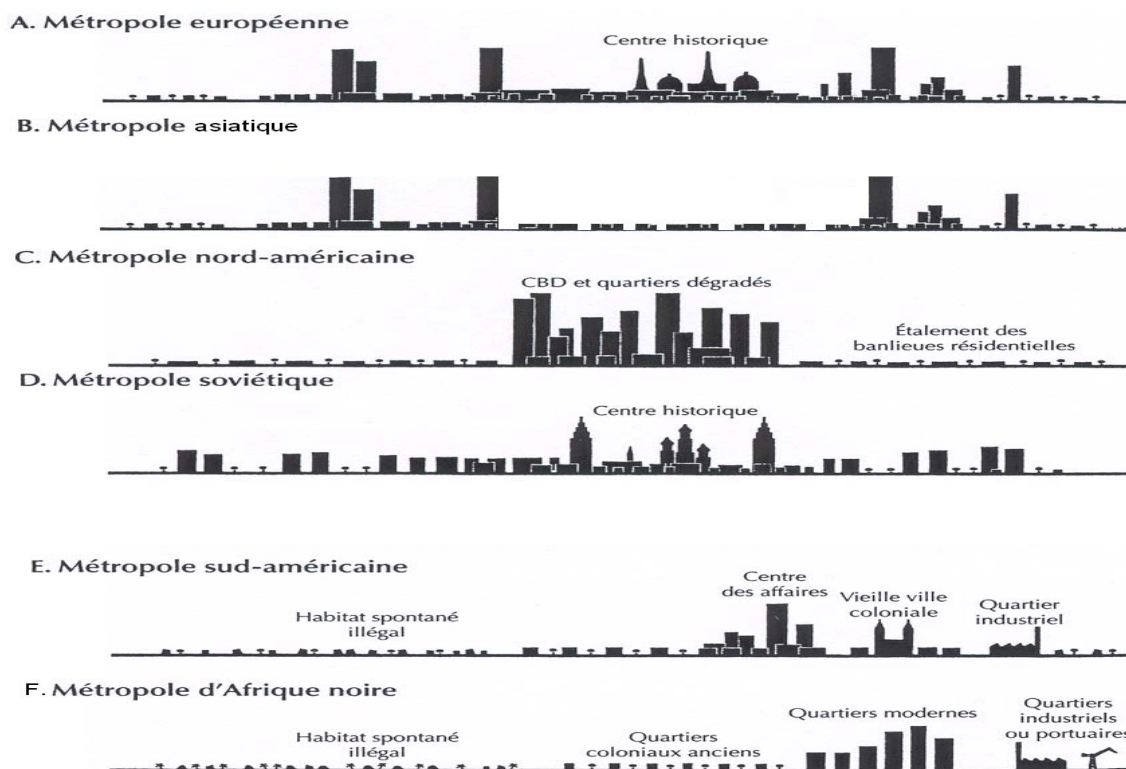 A. Métropole européenne
Centre historique
B. Métropole asiatique
C. Métropole nord-américaine
CBD et quartiers dégradés
Étalement des
banlieues résidentielles
D. Métropole soviétique
Centre historique
E. Métropole sud-américaine
Centre
des affaires
Vieille ville
coloniale
Quartier
industriel
Habitat spontané
illégal
F. Métropole d'Afrique noire
Quartiers modernes
Quartiers
industriels
ou portuaires
Habitat spontané
illégal
Quartiers
coloniaux anciens